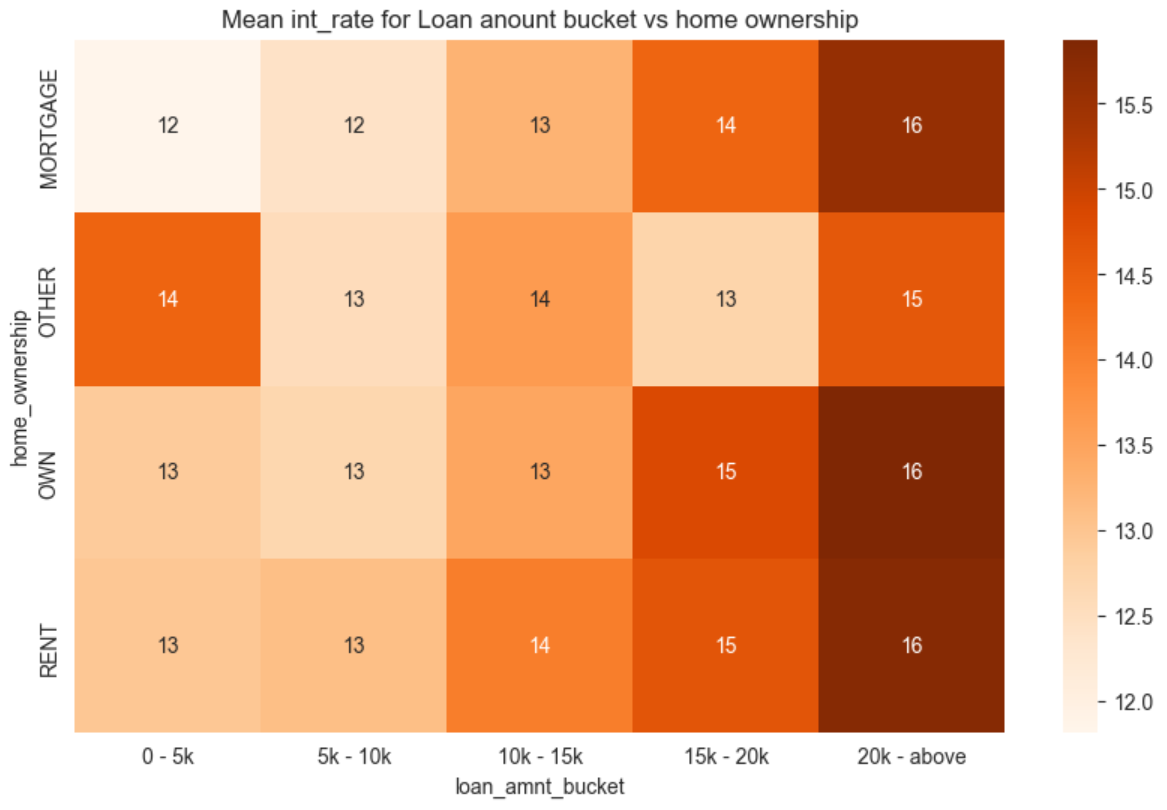 Mean int_rate for Loan anount bucket vs home ownership
home_ownership
MORTGAGE
12 12 13 14 16
OTHER
14 13 14 13 15
OWN
13 13 13 15 16
RENT
13 13 14 15 16
0 - 5k 5k - 10k 10k - 15k 15k - 20k 20k - above
loan_amnt_bucket
15.5
15.0
14.5
14.0
13.5
13.0
12.5
12.0